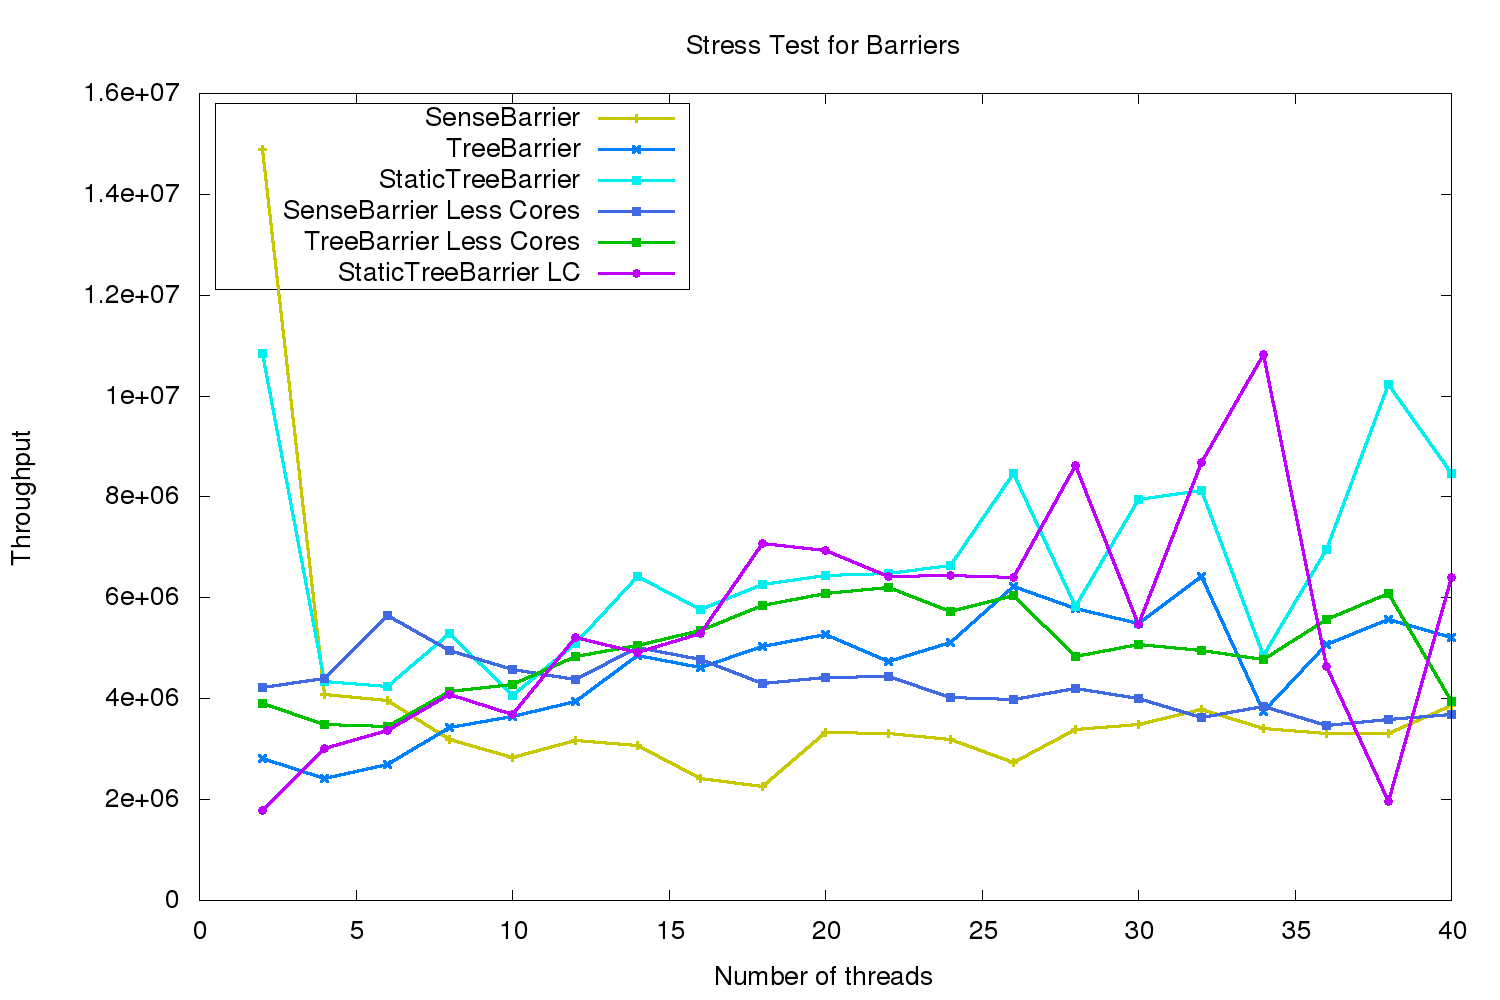 Stress Test for Barriers
1.6e+07
1.4e+07
1.2e+07
1e+07
8e+06
6e+06
4e+06
2e+06
0
Throughput
SenseBarrier
TreeBarrier
StaticTreeBarrier
SenseBarrier Less Cores
TreeBarrier Less Cores
StaticTreeBarrier LC
0 5 10 15 20 25 30 35 40
Number of threads